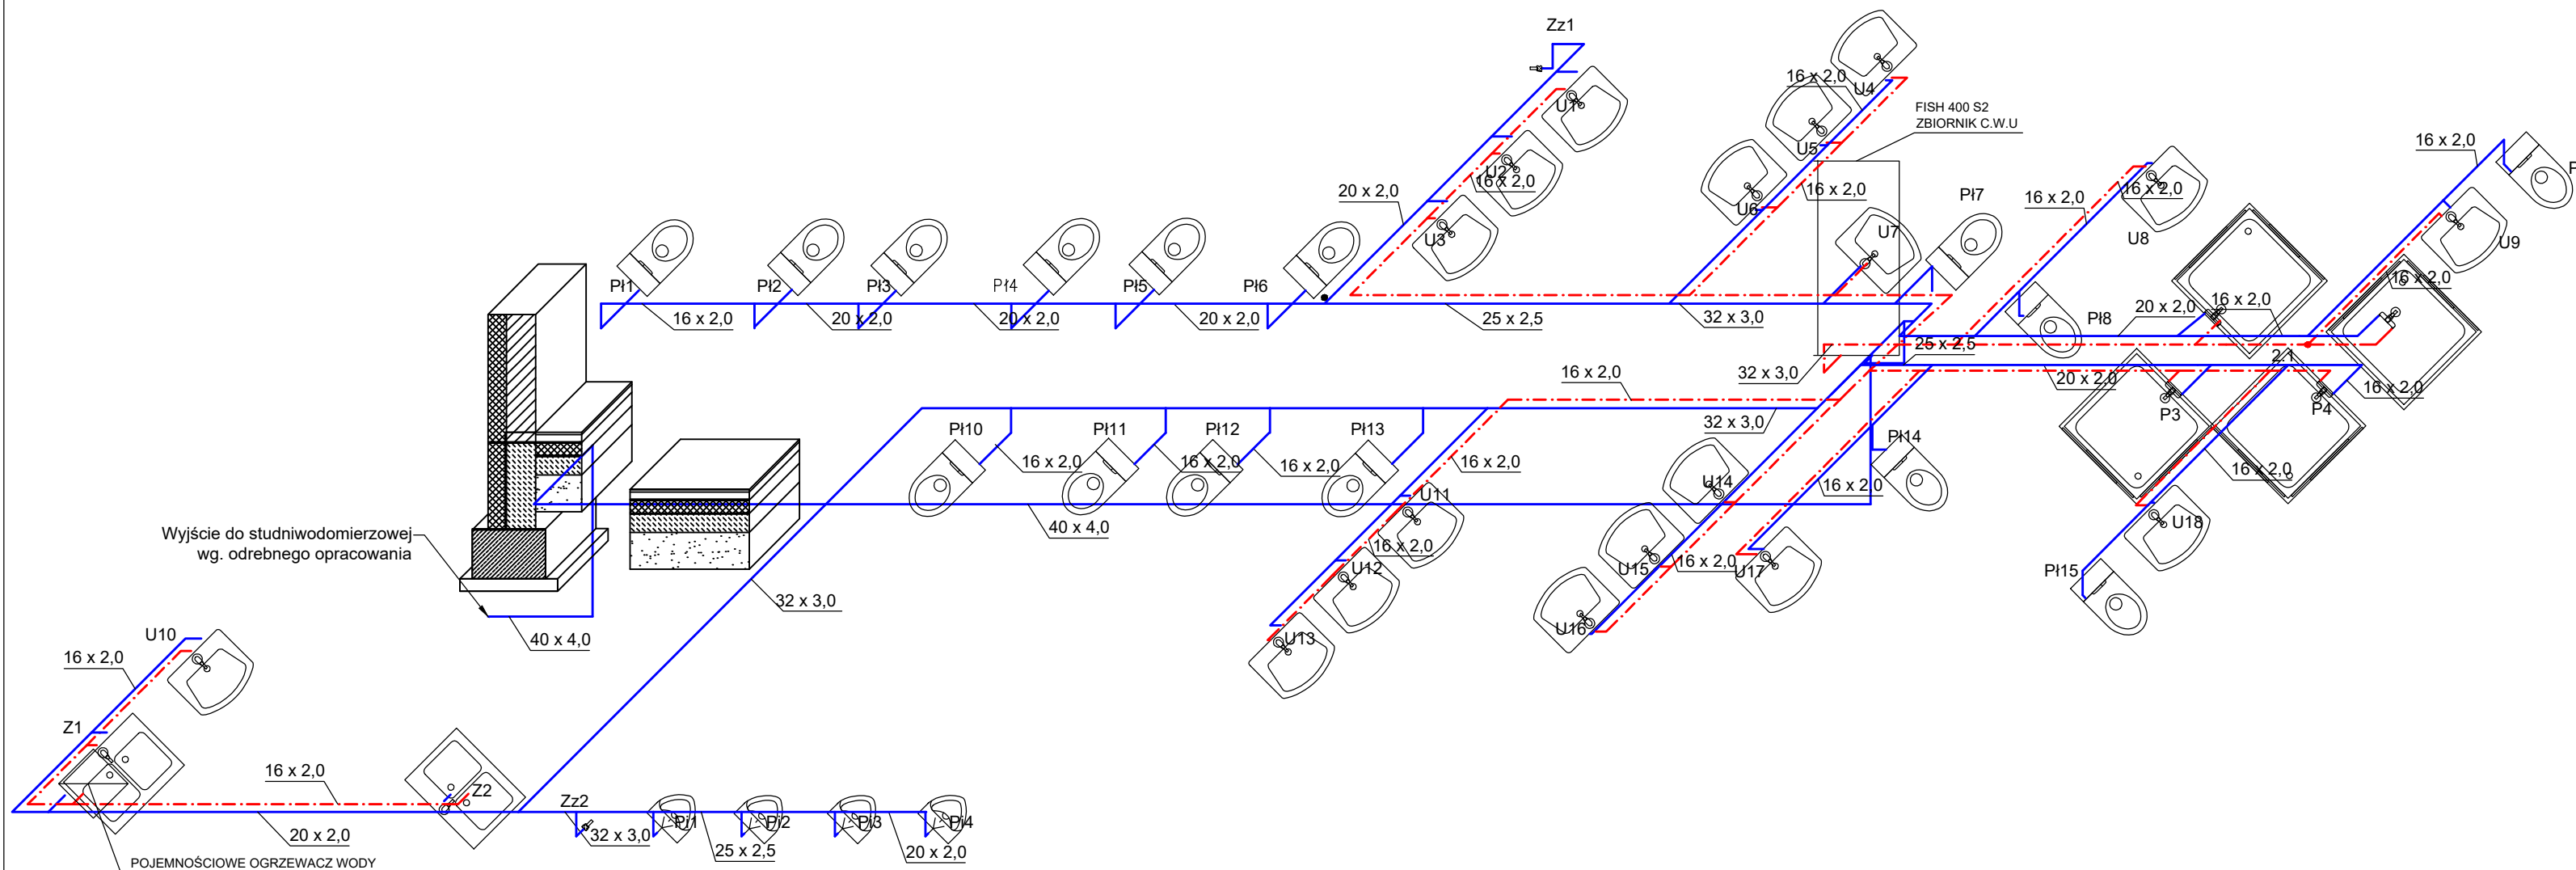 Zz1
16 x 2,0
U4
FISH 400 S2
ZBIORNIK C.W.U
U1
U5
16 x 2,0
U2
16 x 2,0
20 x 2,0
U6
16 x 2,0
Pł7
16 x 2,0
16 x 2,0
U8
U3
U7
U9
Pł1
Pł2
Pł3
Pł4
Pł5
Pł6
16 x 2,0
16 x 2,0
20 x 2,0
20 x 2,0
20 x 2,0
25 x 2,5
32 x 3,0
Pł8
20 x 2,0
16 x 2,0
25 x 2,5
2.1
32 x 3,0
16 x 2,0
20 x 2,0
16 x 2,0
P3
P4
32 x 3,0
Pł10
Pł11
Pł12
Pł13
Pł14
16 x 2,0
16 x 2,0
16 x 2,0
16 x 2,0
16 x 2,0
U14
16 x 2,0
U11
40 x 4,0
U18
Wyjście do studniwodomierzowej
wg. odrebnego opracowania
16 x 2,0
U12
U15
16 x 2,0
U17
Pł15
32 x 3,0
40 x 4,0
U10
U13
U16
16 x 2,0
Z1
16 x 2,0
Z2
Zz2
Pi1
Pi2
Pi3
Pi4
20 x 2,0
32 x 3,0
25 x 2,5
20 x 2,0
POJEMNOŚCIOWE OGRZEWACZ WODY